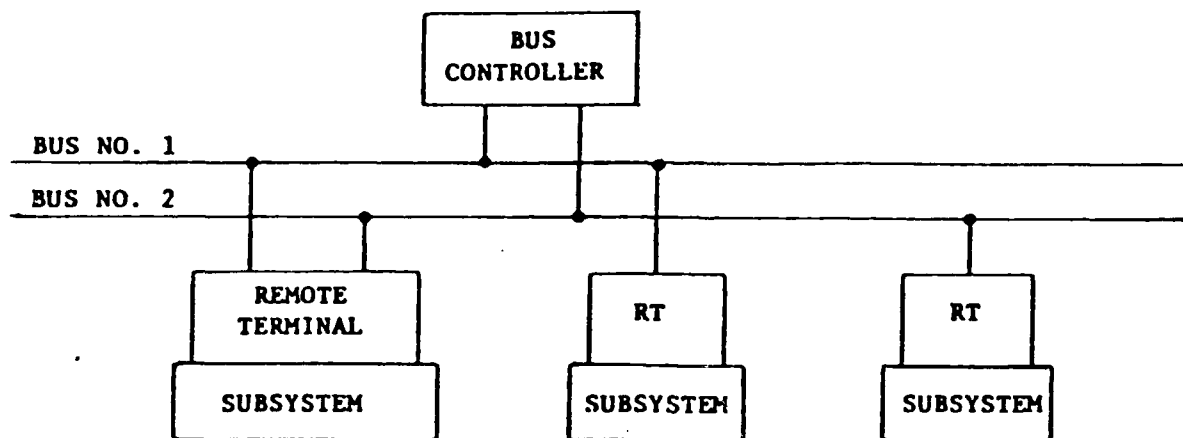 BUS
CONTROLLER
BUS NO. 1
BUS NO. 2
REMOTE
TERMINAL
RT
RT
SUBSYSTEM
SUBSYSTEM
SUBSYSTEM